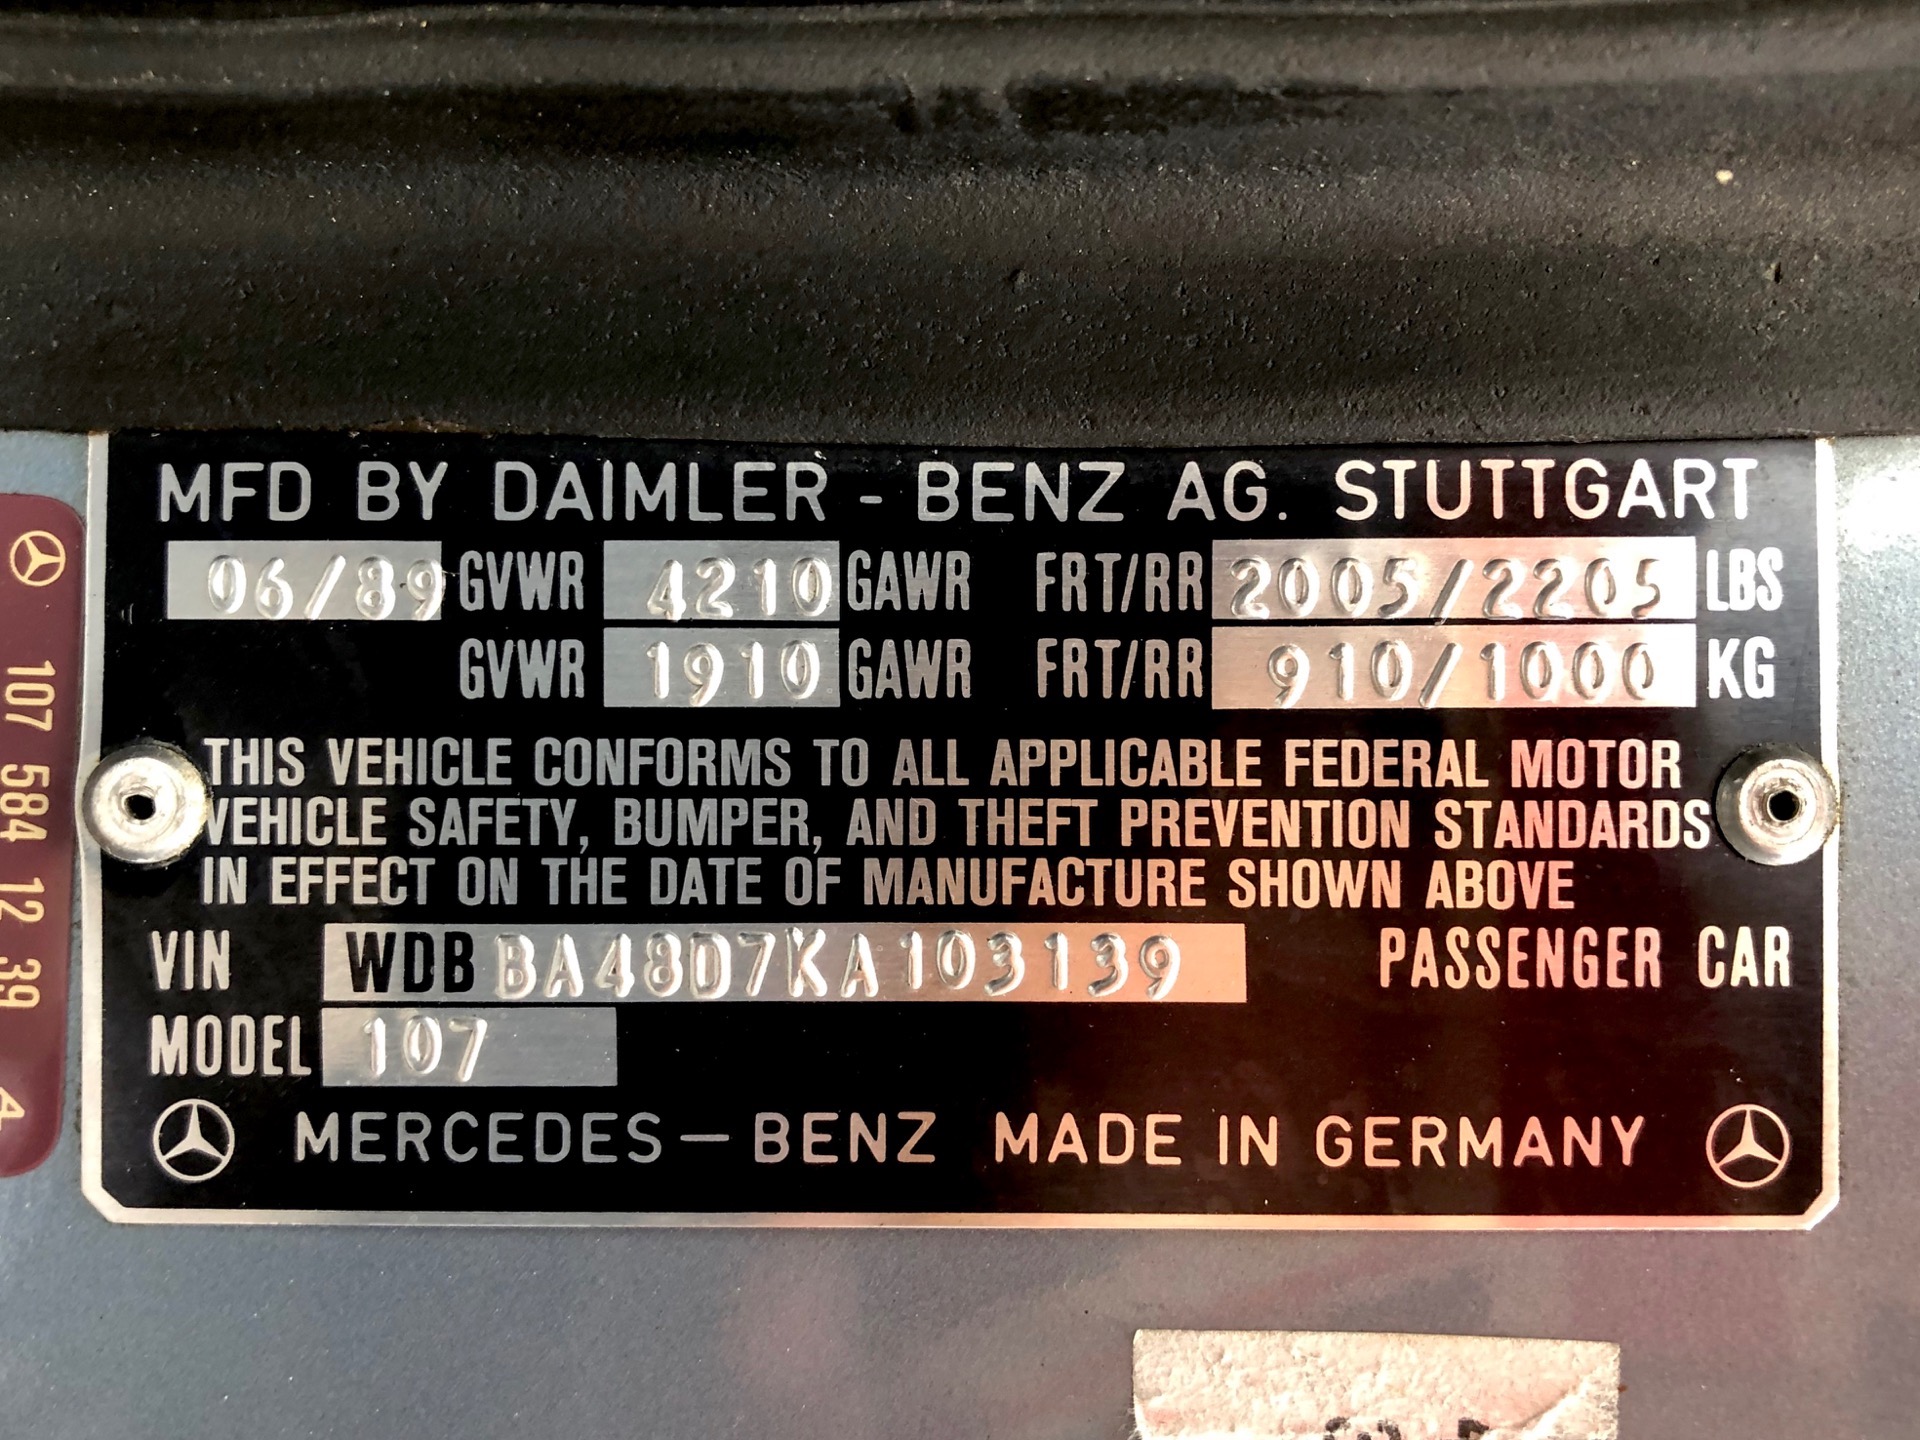 MFD BY DAIMLER - BENZ AG. STUTTGART
06/89 GVWR 4210 GAWR FRT/RR 2005/2205 LBS
GVWR 1910 GAWR FRT/RR 910/1000 KG
THIS VEHICLE CONFORMS TO ALL APPLICABLE FEDERAL MOTOR
VEHICLE SAFETY, BUMPER, AND THEFT PREVENTION STANDARDS
IN EFFECT ON THE DATE OF MANUFACTURE SHOWN ABOVE
VIN WDBBA48D7KA103139 PASSENGER CAR
MODEL 107
MERCEDES — BENZ MADE IN GERMANY
107 584 12 39